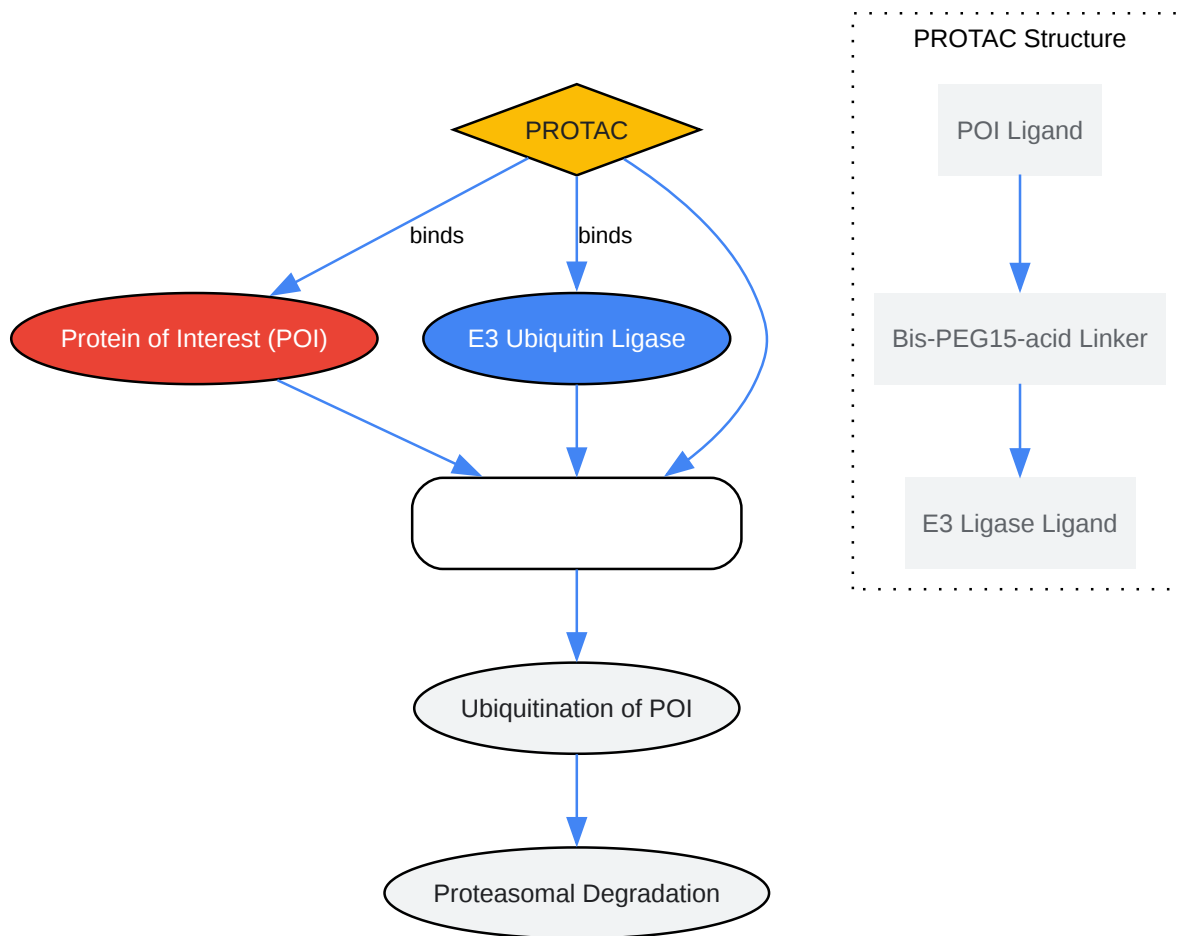 PROTAC Structure
PROTAC
POI Ligand
binds
binds
Protein of Interest (POI)
E3 Ubiquitin Ligase
Bis-PEG15-acid Linker
E3 Ligase Ligand
Ubiquitination of POI
Proteasomal Degradation